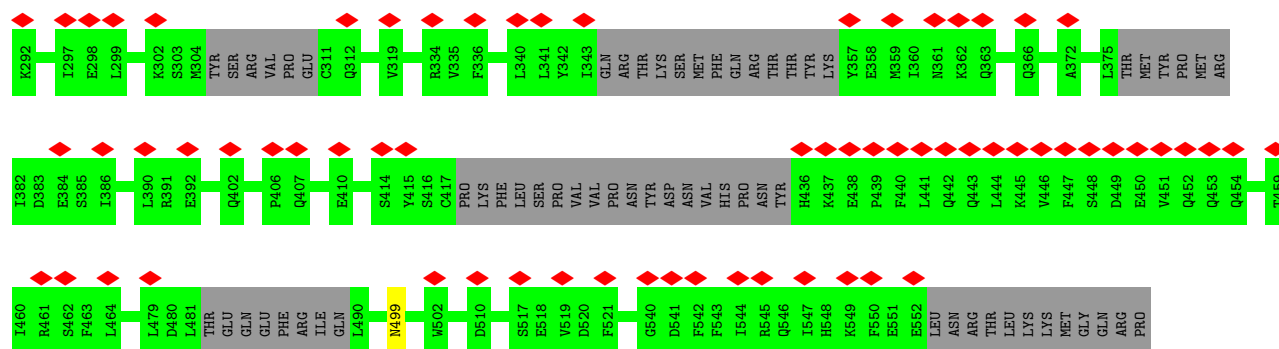 K292 I297 E298 L299 K302 S303 M304 TYR SER ARG VAL PRO GLU C311 Q312 V319 R334 V335 F336 L340 L341 Y342 I343 GLN ARG THR LYS SER MET PHE GLN ARG THR THR TYR LYS Y357 E358 M359 I360 N361 K362 Q363 Q366 A372 L375 THR MET TYR PRO MET ARG
I382 D383 E384 S385 I386 L390 R391 E392 Q402 P406 Q407 E410 S414 Y415 S416 C417 PRO LYS PHE LEU SER PRO VAL VAL PRO ASN TYR ASP ASN VAL HIS PRO ASN TYR H436 K437 E438 P439 F440 L441 Q442 Q443 L444 K445 V446 F447 S448 D449 E450 V451 Q452 Q453 Q454 T459
I460 R461 S462 F463 L464 L479 D480 L481 THR GLU GLN GLU PHE ARG ILE GLN L490 N499 W502 D510 S517 E518 V519 D520 F521 G540 D541 F542 F543 I544 R545 Q546 I547 H548 K549 F550 E551 E552 LEU ASN ARG THR LEU LYS LYS MET GLY GLN ARG PRO